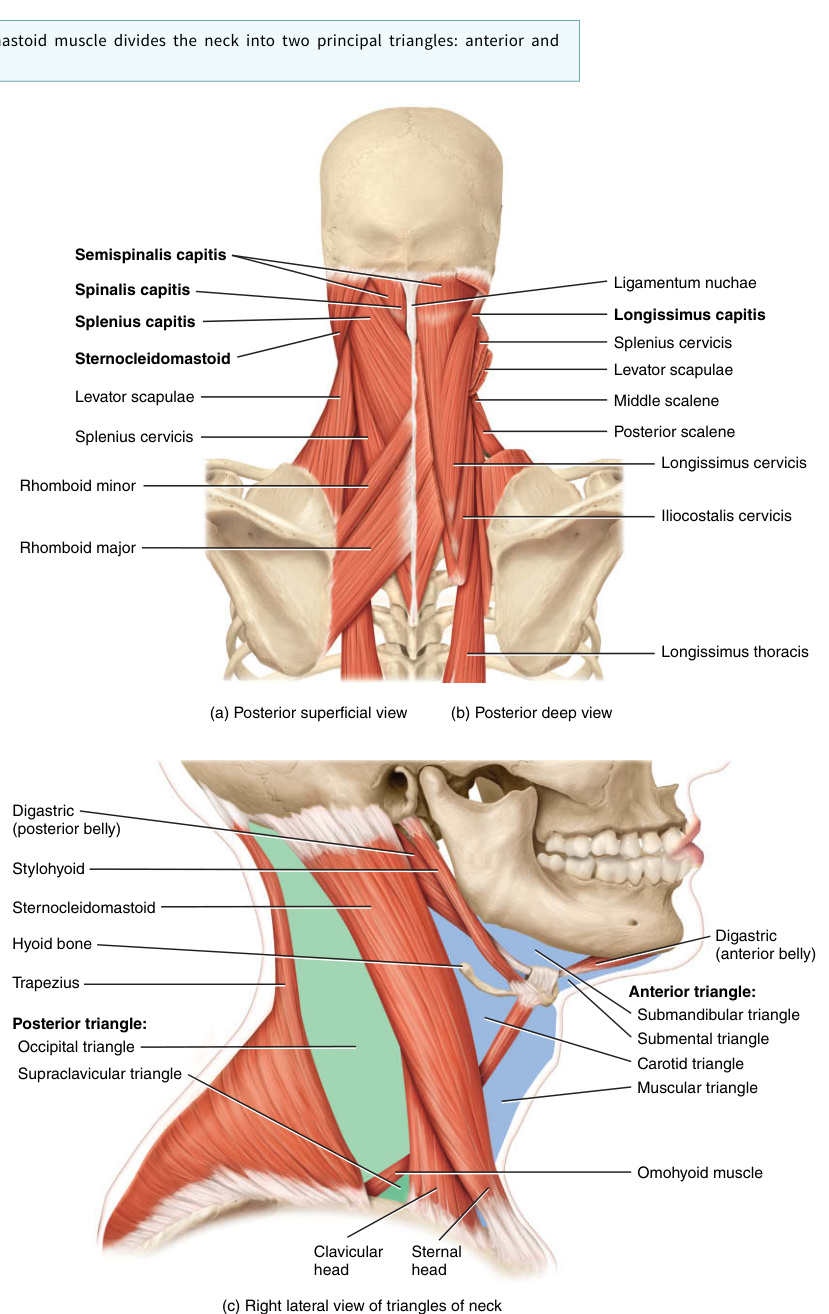 astoid muscle divides the neck into two principal triangles: anterior and
Semispinalis capitis
Spinalis capitis
Splenius capitis
Sternocleidomastoid
Levator scapulae
Splenius cervicis
Rhomboid minor
Rhomboid major
Ligamentum nuchae
Longissimus capitis
Splenius cervicis
Levator scapulae
Middle scalene
Posterior scalene
Longissimus cervicis
Iliocostalis cervicis
Longissimus thoracis
(a) Posterior superficial view
(b) Posterior deep view
Digastric
(posterior belly)
Stylohyoid
Sternocleidomastoid
Hyoid bone
Trapezius
Posterior triangle:
Occipital triangle
Supraclavicular triangle
Digastric
(anterior belly)
Anterior triangle:
Submandibular triangle
Submental triangle
Carotid triangle
Muscular triangle
Omohyoid muscle
Clavicular
head
Sternal
head
(c) Right lateral view of triangles of neck